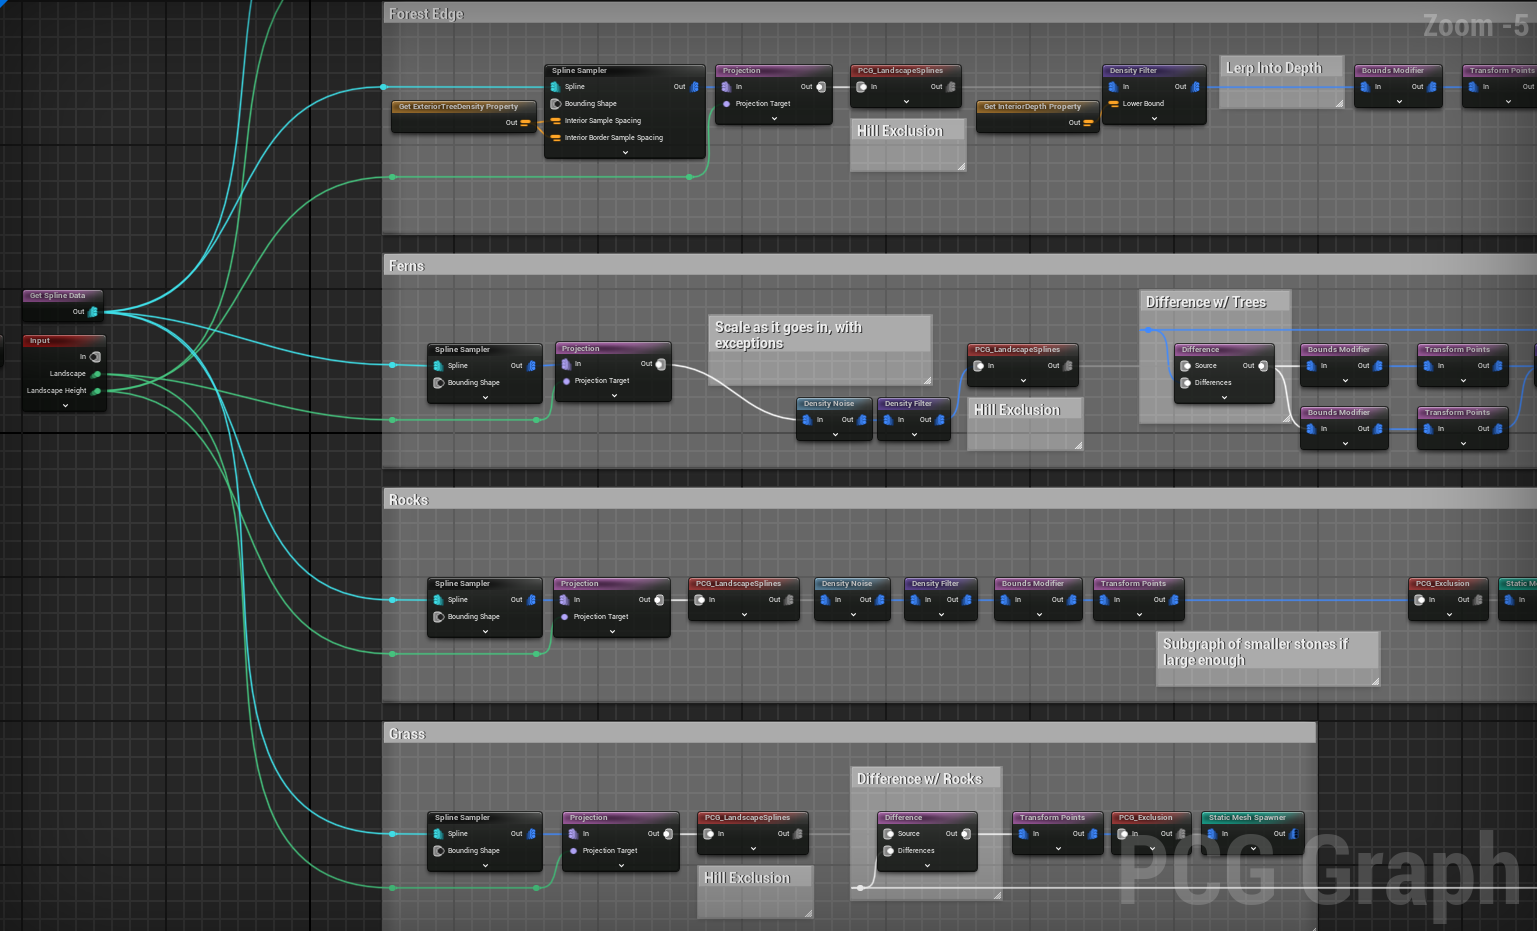 Forest Edge
Zoom -5
Spline Sampler
Spline
Out
Bounding Shape
Interior Sample Spacing
Interior Border Sample Spacing
Get ExteriorTreeDensity Property
Out
Projection
In
Out
Projection Target
PCG_LandscapeSplines
In
Out
Hill Exclusion
Get InteriorDepth Property
Out
Density Filter
In
Out
Lower Bound
Lerp Into Depth
Bounds Modifier
In
Out
Transform Points
In
Out
Get Spline Data
Out
Input
In
Landscape
Landscape Height
Ferns
Spline Sampler
Spline
Out
Bounding Shape
Projection
In
Out
Projection Target
Scale as it goes in, with
exceptions
Density Noise
In
Out
Density Filter
In
Out
PCG_LandscapeSplines
In
Out
Hill Exclusion
Difference w/ Trees
Difference
Source
Out
Differences
Bounds Modifier
In
Out
Transform Points
In
Out
Bounds Modifier
In
Out
Transform Points
In
Out
Rocks
Spline Sampler
Spline
Out
Bounding Shape
Projection
In
Out
Projection Target
PCG_LandscapeSplines
In
Out
Density Noise
In
Out
Density Filter
In
Out
Bounds Modifier
In
Out
Transform Points
In
Out
Subgraph of smaller stones if
large enough
PCG_Exclusion
In
Out
Static M
In
Grass
Spline Sampler
Spline
Out
Bounding Shape
Projection
In
Out
Projection Target
PCG_LandscapeSplines
In
Out
Hill Exclusion
Difference w/ Rocks
Difference
Source
Out
Differences
Transform Points
In
Out
PCG_Exclusion
In
Out
Static Mesh Spawner
In
Out
PCG Graph